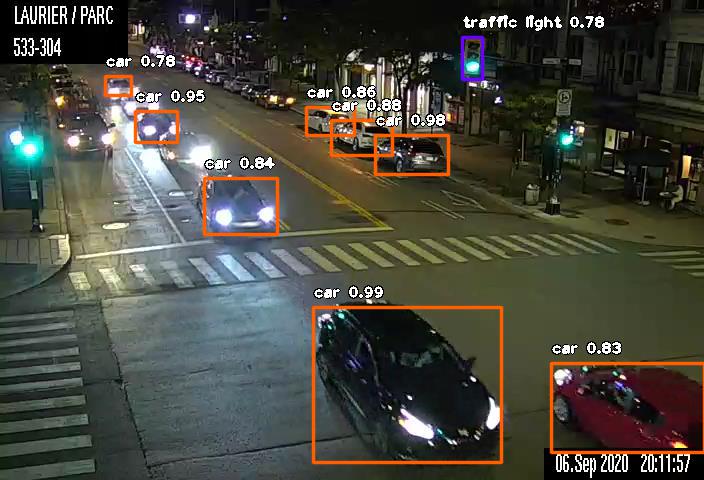 LAURIER / PARC
533-304
traffic light 0.78
car 0.78
car 0.95
car 0.86
car 0.88
car 0.98
car 0.84
car 0.99
car 0.83
P
06.Sep 2020 20:11:57